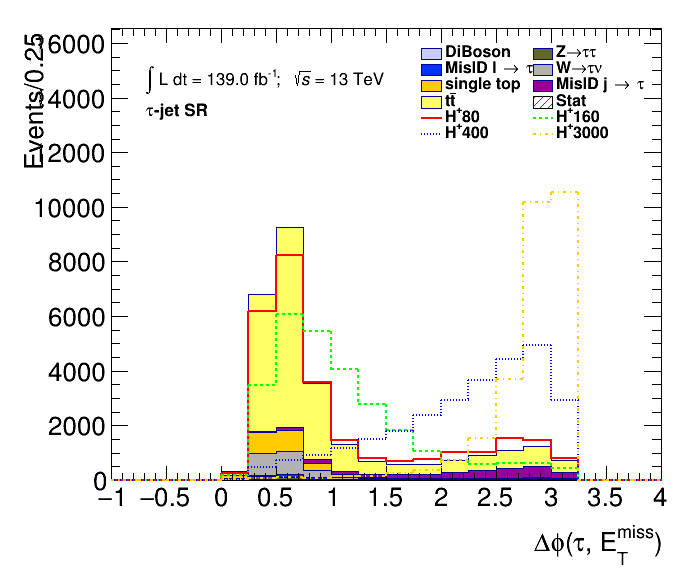 Events/0.25
16000
14000
12000
10000
8000
6000
4000
2000
0
∫ L dt = 139.0 fb⁻¹; √s = 13 TeV
τ-jet SR
DiBoson Z→ττ
MisID l → τ W→τν
single top MisID j → τ
tt̄ Stat
H⁺80 H⁺160
H⁺400 H⁺3000
−1 −0.5 0 0.5 1 1.5 2 2.5 3 3.5 4
Δϕ(τ, E_T^miss)